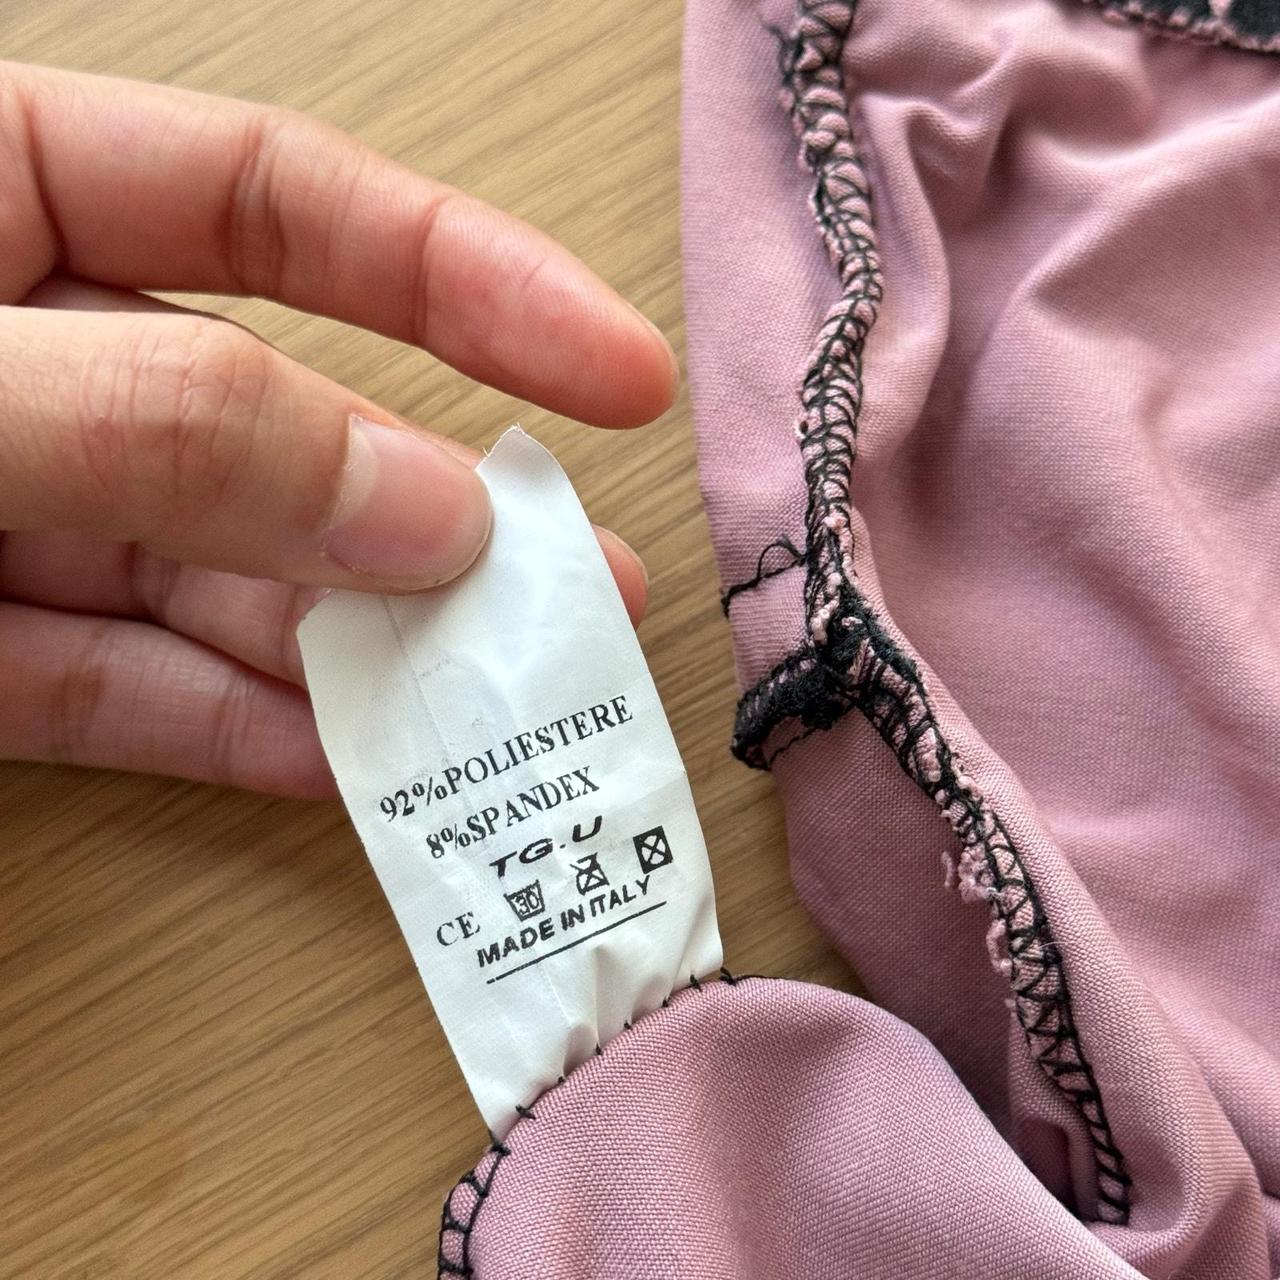 92%POLIESTERE
8%SPANDEX
TG.U
CE 30
MADE IN ITALY